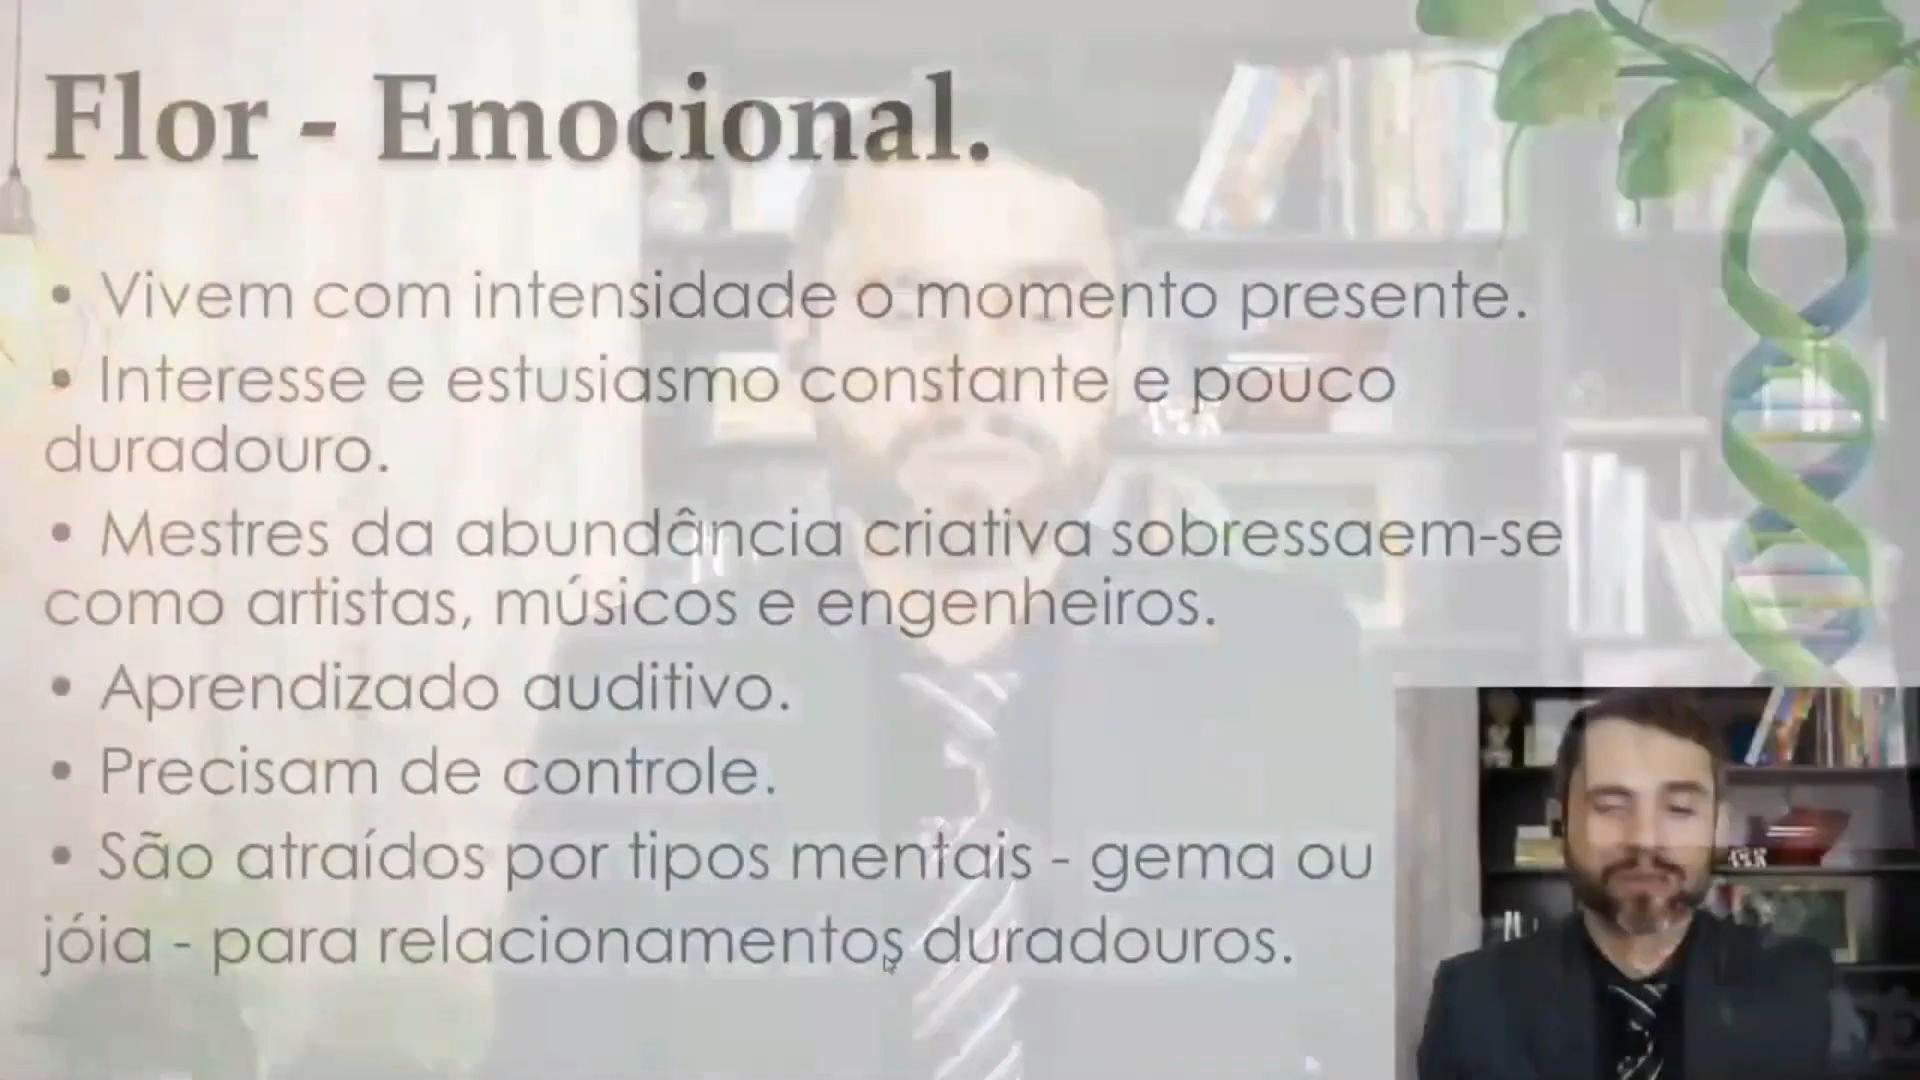 Flor - Emocional.
• Vivem com intensidade o momento presente.
• Interesse e estusiasmo constante e pouco
duradouro.
• Mestres da abundância criativa sobressaem-se
como artistas, músicos e engenheiros.
• Aprendizado auditivo.
• Precisam de controle.
• São atraídos por tipos mentais - gema ou
jóia - para relacionamentos duradouros.